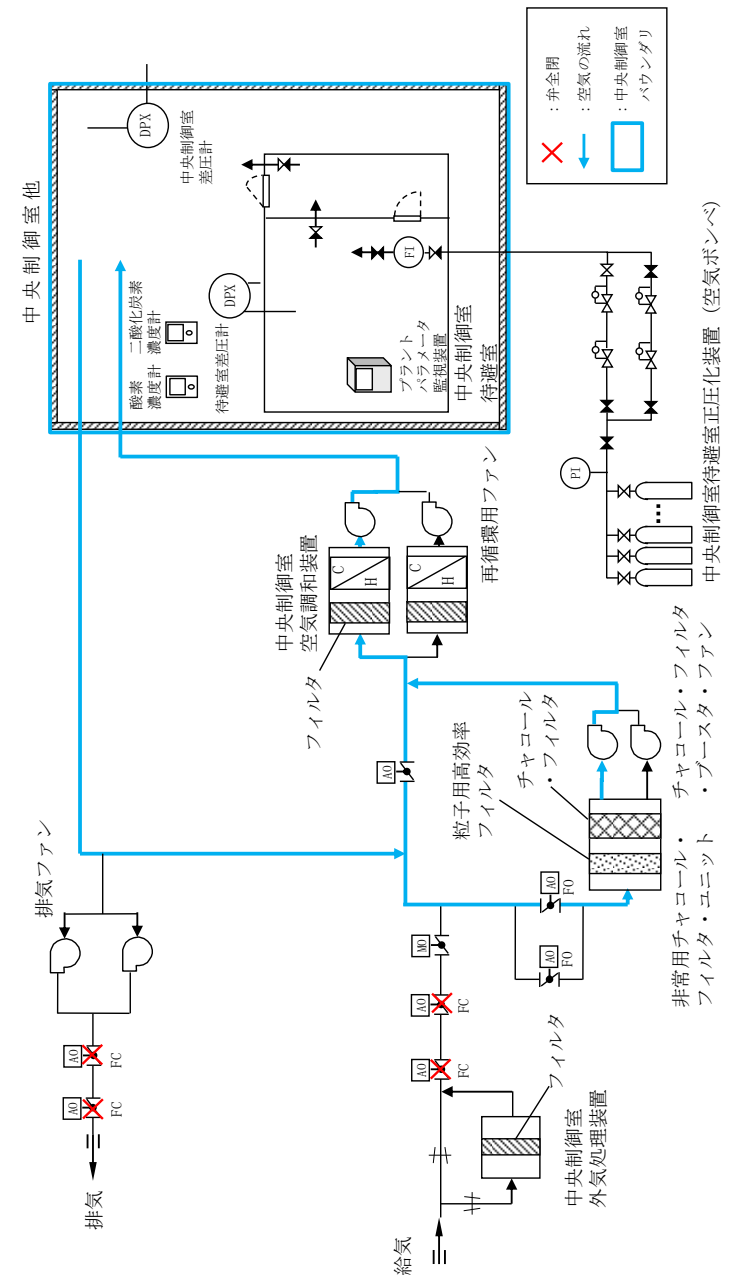 中央制御室他
DPX
中央制御室
差圧計
DPX
待避室差圧計
二酸化炭素
濃度計
酸素
濃度計
FI
プラント
パラメータ
監視装置
中央制御室
待避室
：弁全閉
：空気の流れ
：中央制御室
バウンダリ
PI
中央制御室待避室正圧化装置（空気ボンベ）
中央制御室
空気調和装置
C
H
C
H
フィルタ
再循環用ファン
AO
粒子用高効率
フィルタ
チャコール
・フィルタ
チャコール・フィルタ
・ブースタ・ファン
非常用チャコール・
フィルタ・ユニット
AO
FO
AO
FO
排気ファン
AO
FC
AO
FC
排気
MO
AO
FC
AO
FC
フィルタ
中央制御室
外気処理装置
給気